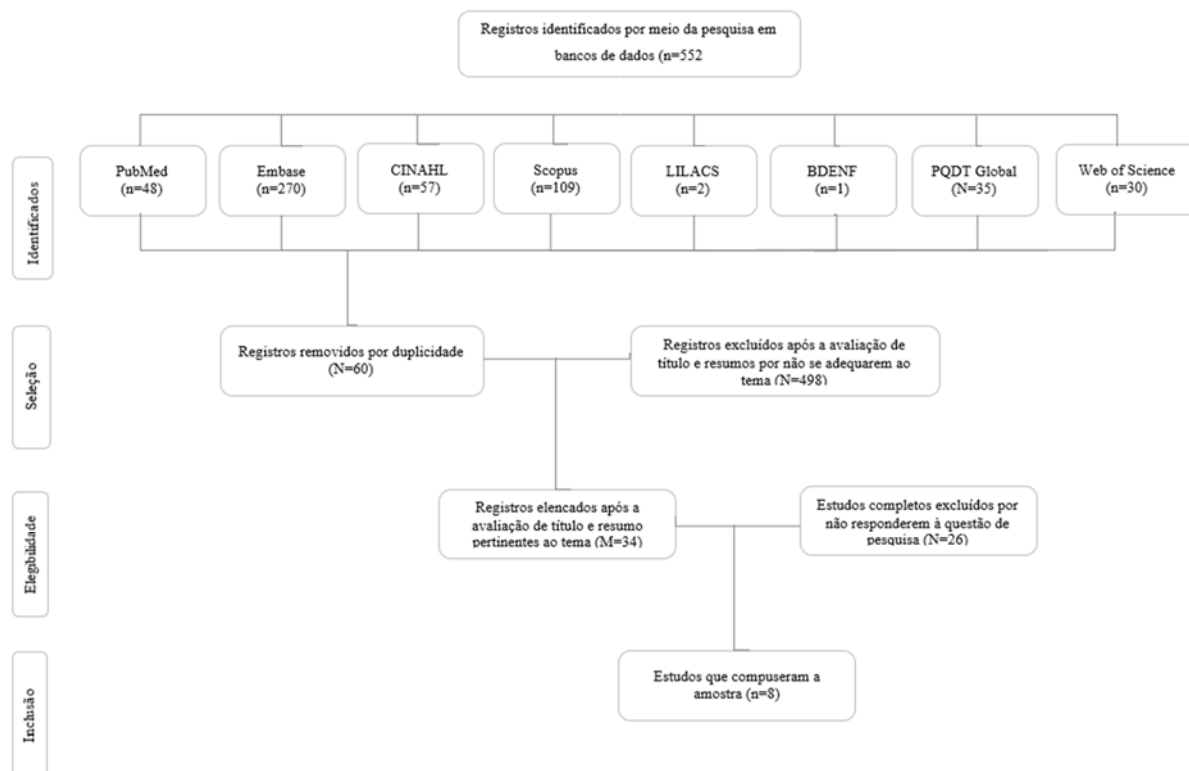 Registros identificados por meio da pesquisa em
bancos de dados (n=552
Identificados
PubMed
(n=48)
Embase
(n=270)
CINAHL
(n=57)
Scopus
(n=109)
LILACS
(n=2)
BDENF
(n=1)
PQDT Global
(N=35)
Web of Science
(n=30)
Seleção
Registros removidos por duplicidade
(N=60)
Registros excluídos após a avaliação de
título e resumos por não se adequarem ao
tema (N=498)
Elegibilidade
Registros elencados após a
avaliação de título e resumo
pertinentes ao tema (M=34)
Estudos completos excluídos por
não responderem à questão de
pesquisa (N=26)
Inclusão
Estudos que compuseram a
amostra (n=8)